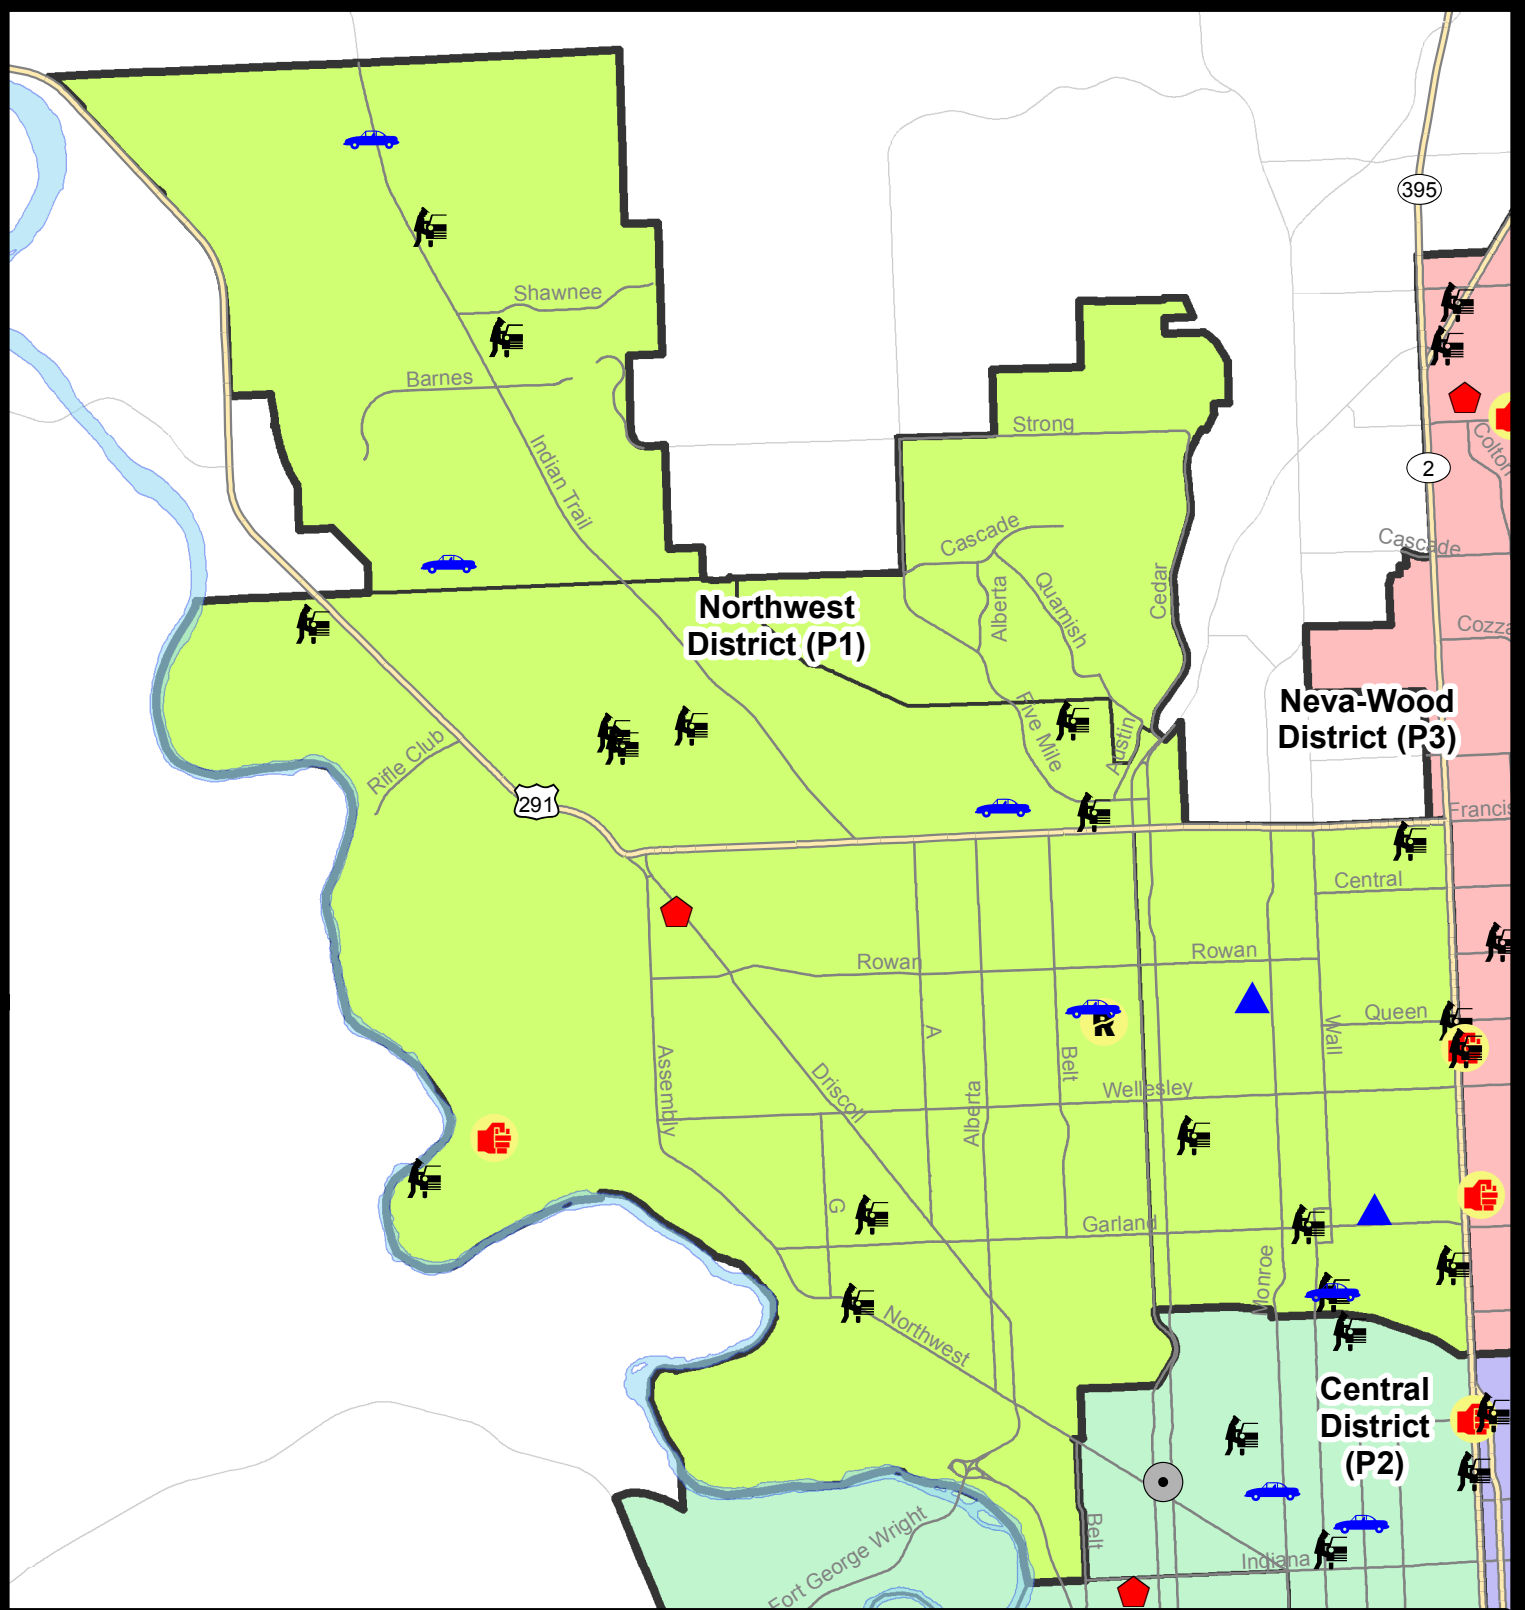 395
Shawnee
Barnes
Strong
Colton
Indian Trail
2
Cascade
Cascade
Alberta
Quamish
Cedar
Northwest
District (P1)
Cozza
Five Mile
Austin
Neva-Wood
District (P3)
Rifle Club
291
Francis
Central
Rowan
Rowan
R
A
Wall
Queen
Assembly
Driscoll
Belt
Wellesley
Alberta
G
Garland
Monroe
Northwest
Central
District
(P2)
Fort George Wright
Belt
Indiana